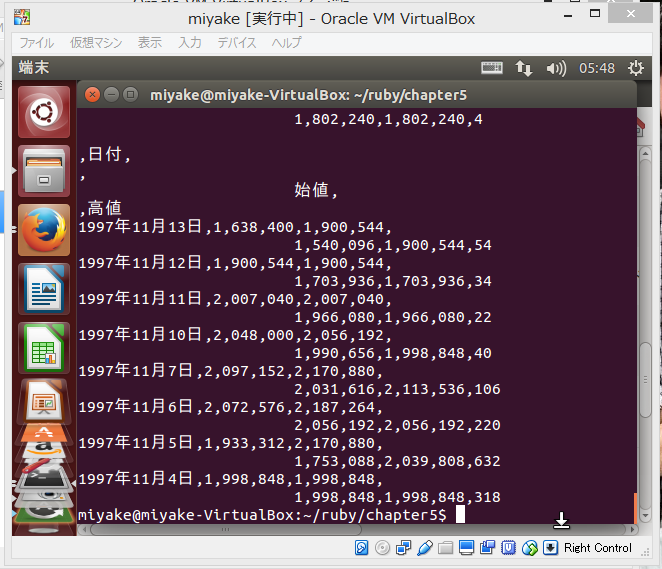 miyake [実行中] - Oracle VM VirtualBox
ファイル 仮想マシン 表示 入力 デバイス ヘルプ
端末 05:48
miyake@miyake-VirtualBox: ~/ruby/chapter5
1,802,240,1,802,240,4
,日付,
,
始値,
,高値
1997年11月13日,1,638,400,1,900,544,
1,540,096,1,900,544,54
1997年11月12日,1,900,544,1,900,544,
1,703,936,1,703,936,34
1997年11月11日,2,007,040,2,007,040,
1,966,080,1,966,080,22
1997年11月10日,2,048,000,2,056,192,
1,990,656,1,998,848,40
1997年11月7日,2,097,152,2,170,880,
2,031,616,2,113,536,106
1997年11月6日,2,072,576,2,187,264,
2,056,192,2,056,192,220
1997年11月5日,1,933,312,2,170,880,
1,753,088,2,039,808,632
1997年11月4日,1,998,848,1,998,848,
1,998,848,1,998,848,318
miyake@miyake-VirtualBox:~/ruby/chapter5$
Right Control